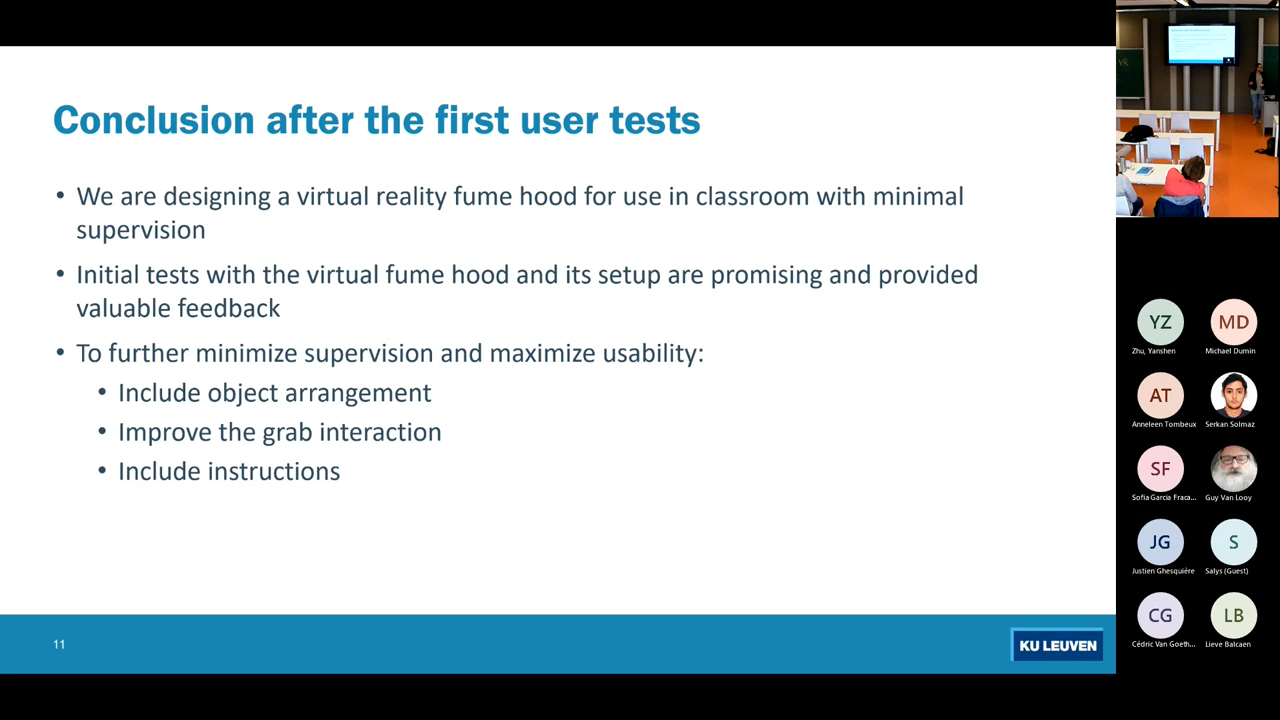 Conclusion after the first user tests
• We are designing a virtual reality fume hood for use in classroom with minimal
supervision
• Initial tests with the virtual fume hood and its setup are promising and provided
valuable feedback
• To further minimize supervision and maximize usability:
• Include object arrangement
• Improve the grab interaction
• Include instructions
11
KU LEUVEN
YZ
MD
Zhu, Yanshen
Michael Dumin
AT
Anneleen Tombeux
Serkan Solmaz
SF
Sofia Garcia Fraca...
Guy Van Looy
JG
S
Justien Ghesquière
Salys (Guest)
CG
LB
Cédric Van Goeth...
Lieve Balcaen